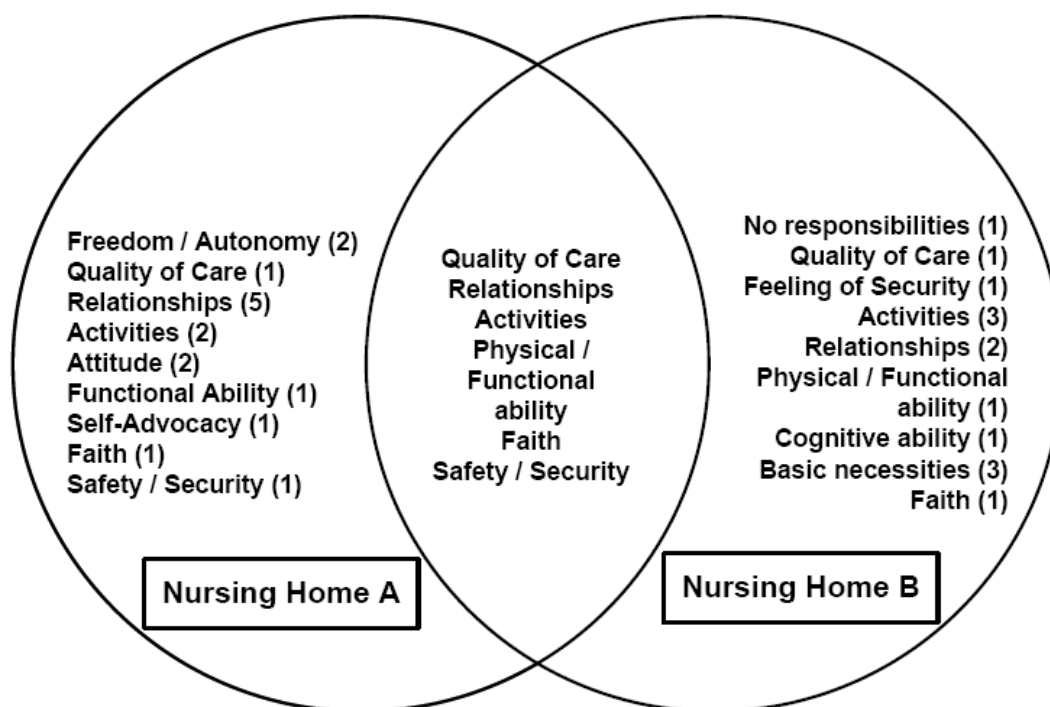 Freedom / Autonomy (2)
Quality of Care (1)
Relationships (5)
Activities (2)
Attitude (2)
Functional Ability (1)
Self-Advocacy (1)
Faith (1)
Safety / Security (1)
Nursing Home A
Quality of Care
Relationships
Activities
Physical /
Functional
ability
Faith
Safety / Security
No responsibilities (1)
Quality of Care (1)
Feeling of Security (1)
Activities (3)
Relationships (2)
Physical / Functional
ability (1)
Cognitive ability (1)
Basic necessities (3)
Faith (1)
Nursing Home B